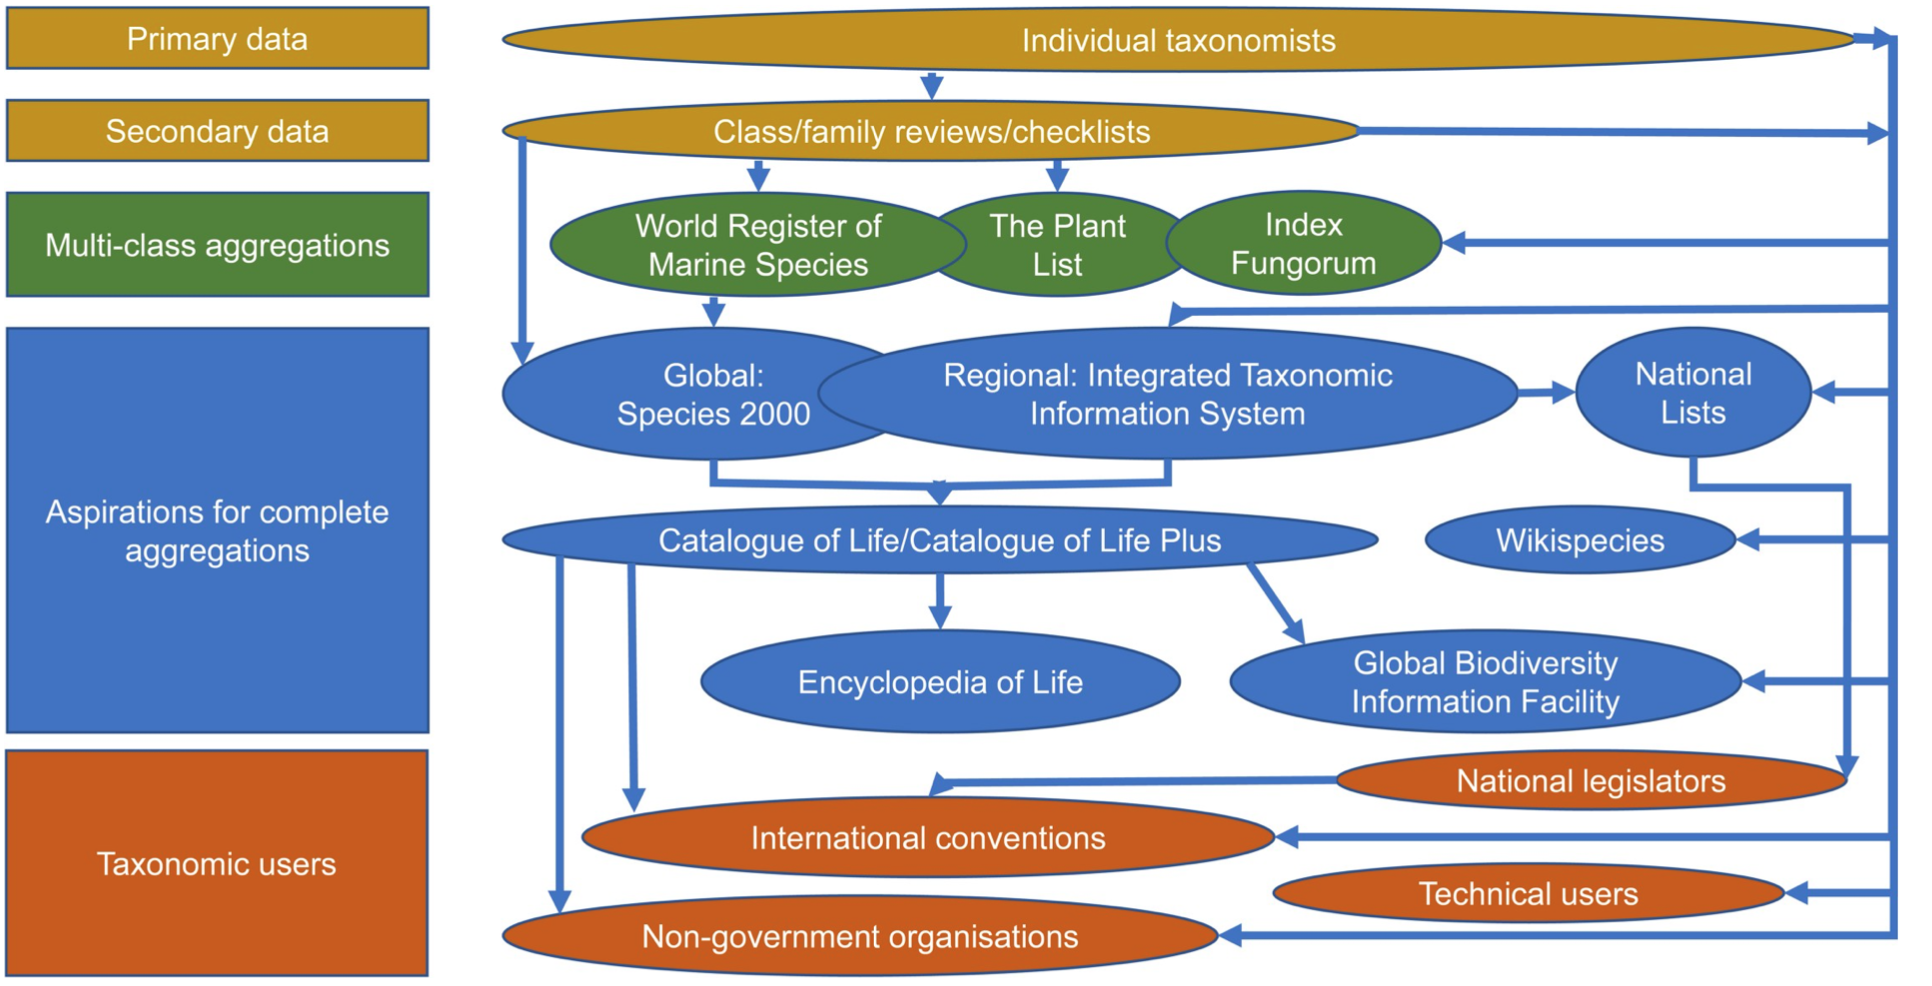 Primary data
Individual taxonomists
Secondary data
Class/family reviews/checklists
Multi-class aggregations
World Register of
Marine Species
The Plant
List
Index
Fungorum
Aspirations for complete
aggregations
Global:
Species 2000
Regional: Integrated Taxonomic
Information System
National
Lists
Catalogue of Life/Catalogue of Life Plus
Wikispecies
Encyclopedia of Life
Global Biodiversity
Information Facility
Taxonomic users
National legislators
International conventions
Technical users
Non-government organisations